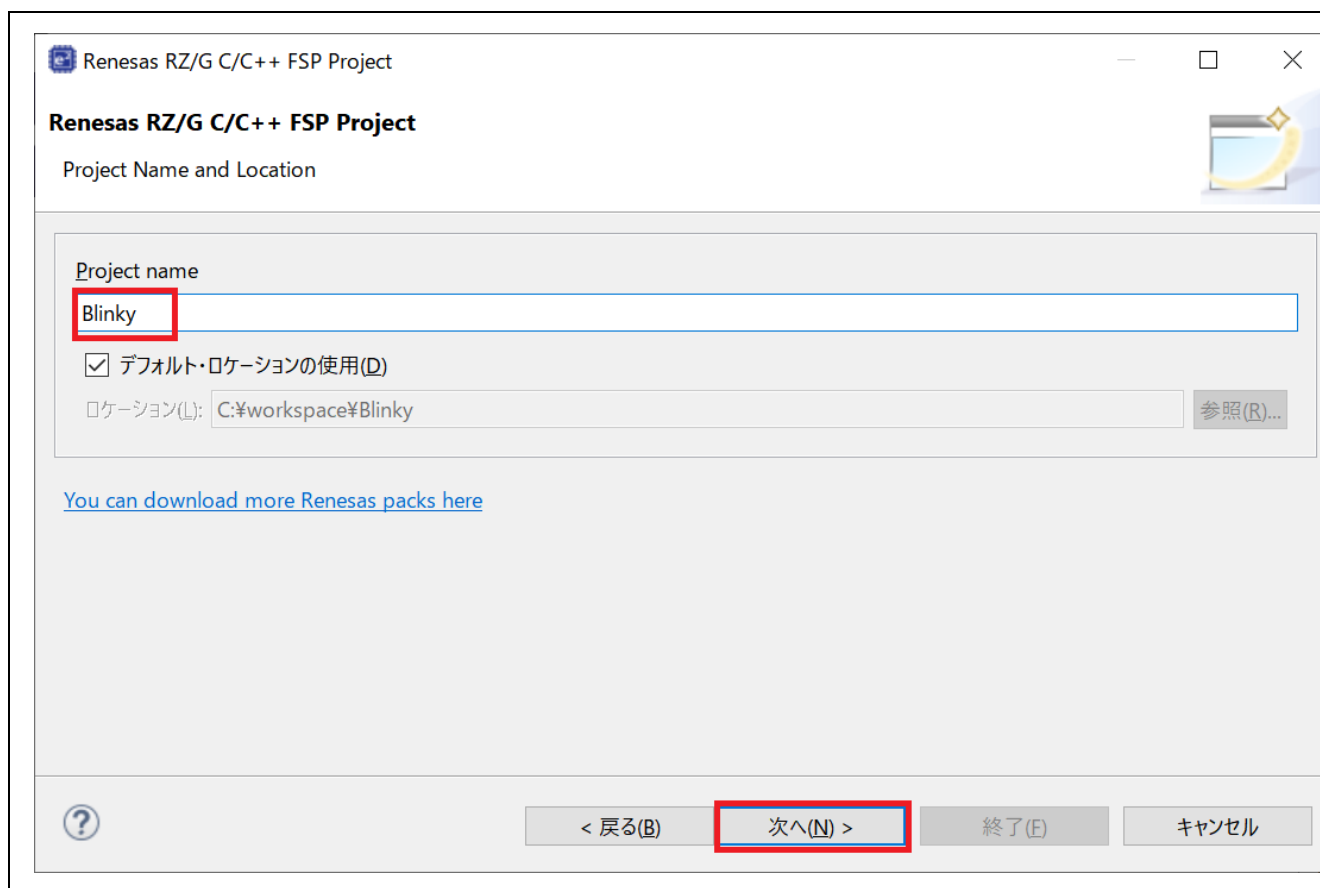 Renesas RZ/G C/C++ FSP Project
Renesas RZ/G C/C++ FSP Project
Project Name and Location
Project name
Blinky
デフォルト・ロケーションの使用(D)
ロケーション(L): C:¥workspace¥Blinky 参照(R)...
You can download more Renesas packs here
< 戻る(B) 次へ(N) > 終了(F) キャンセル